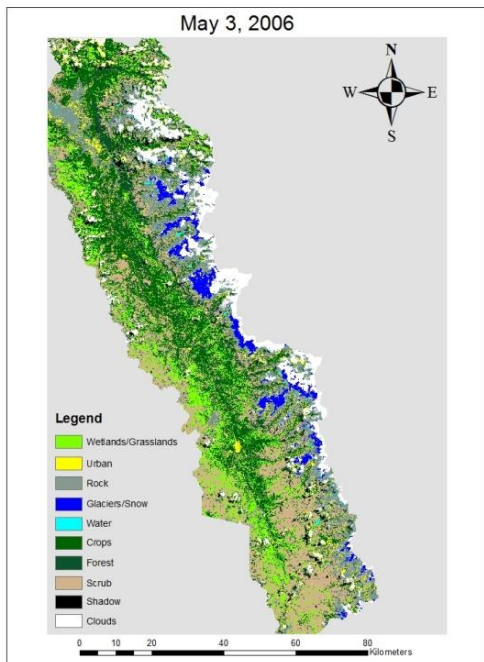 May 3, 2006
N
W E
S
Legend
Wetlands/Grasslands
Urban
Rock
Glaciers/Snow
Water
Crops
Forest
Scrub
Shadow
Clouds
0 20 40 60 80
Kilometers